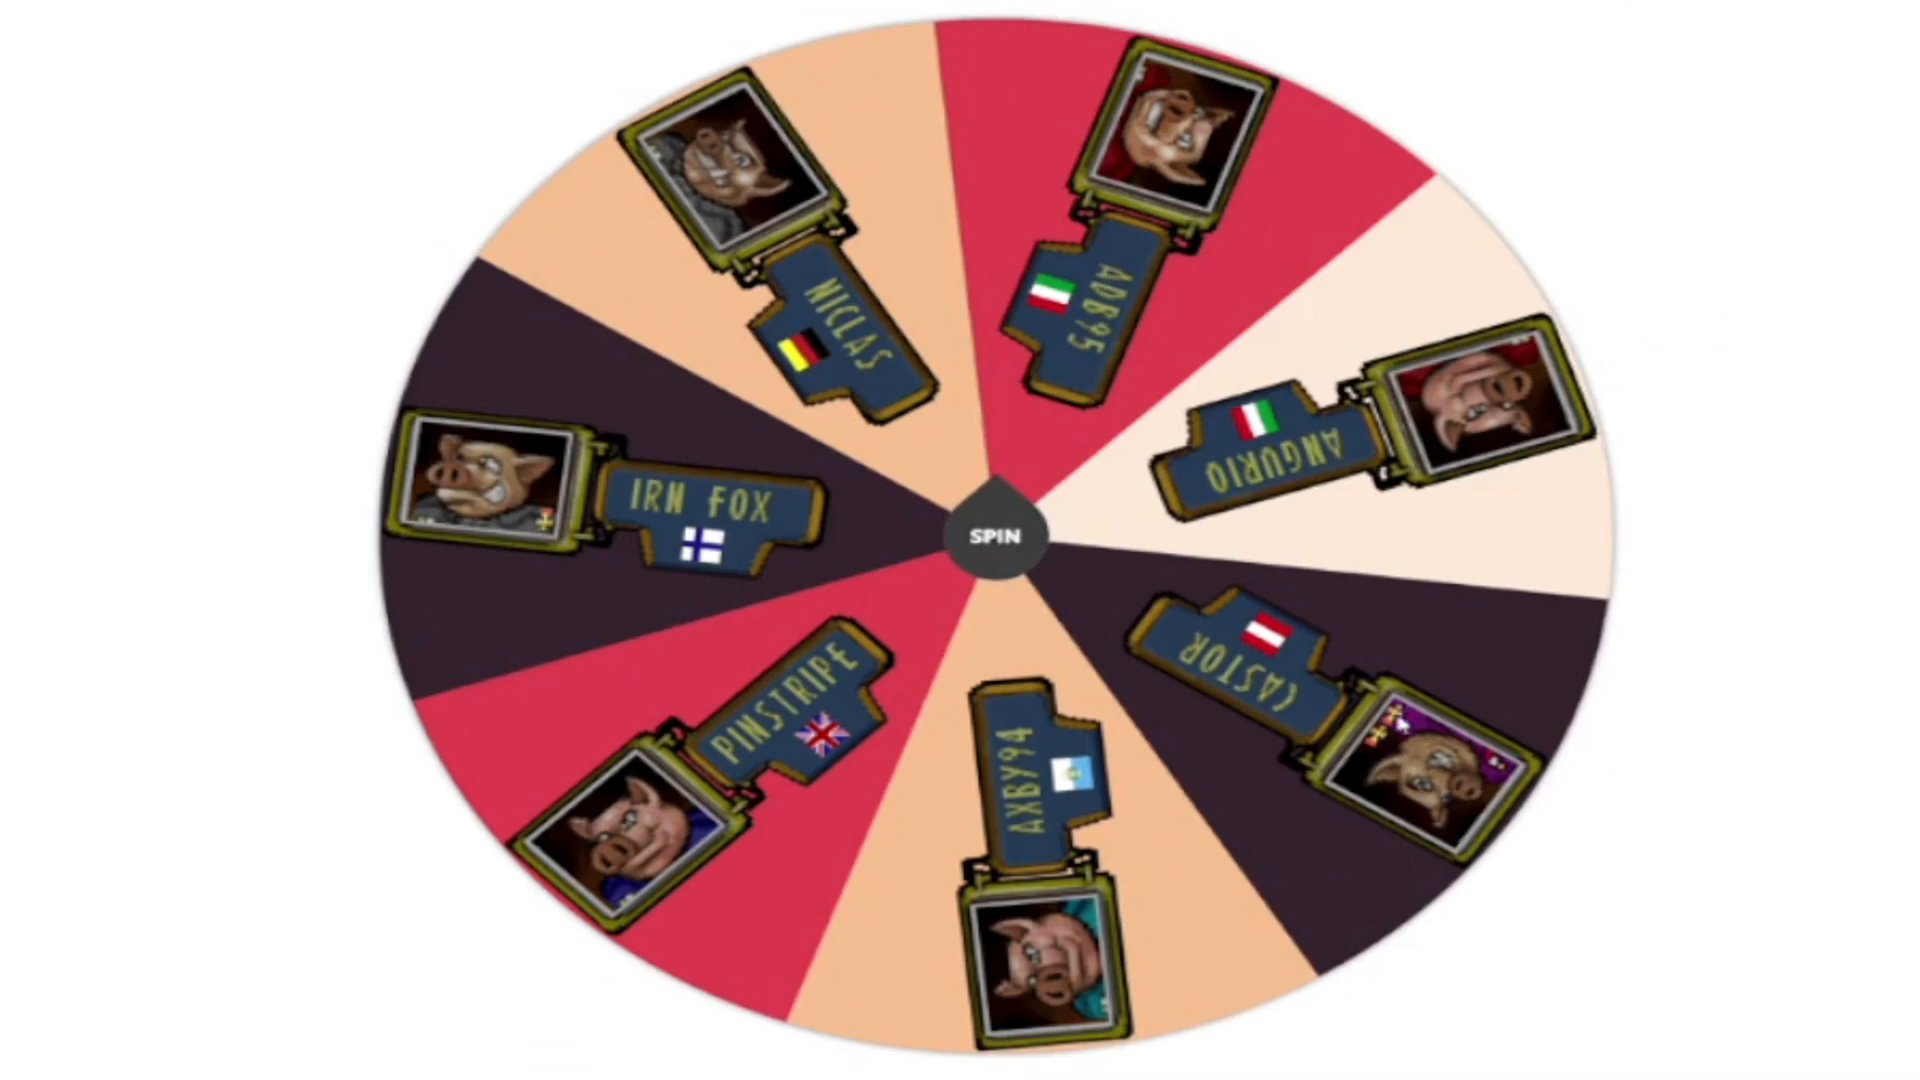 NICLAS
ADB95
ANGURIO
IRN FOX
SPIN
CASTOR
PINSTRIPE
AXBY94